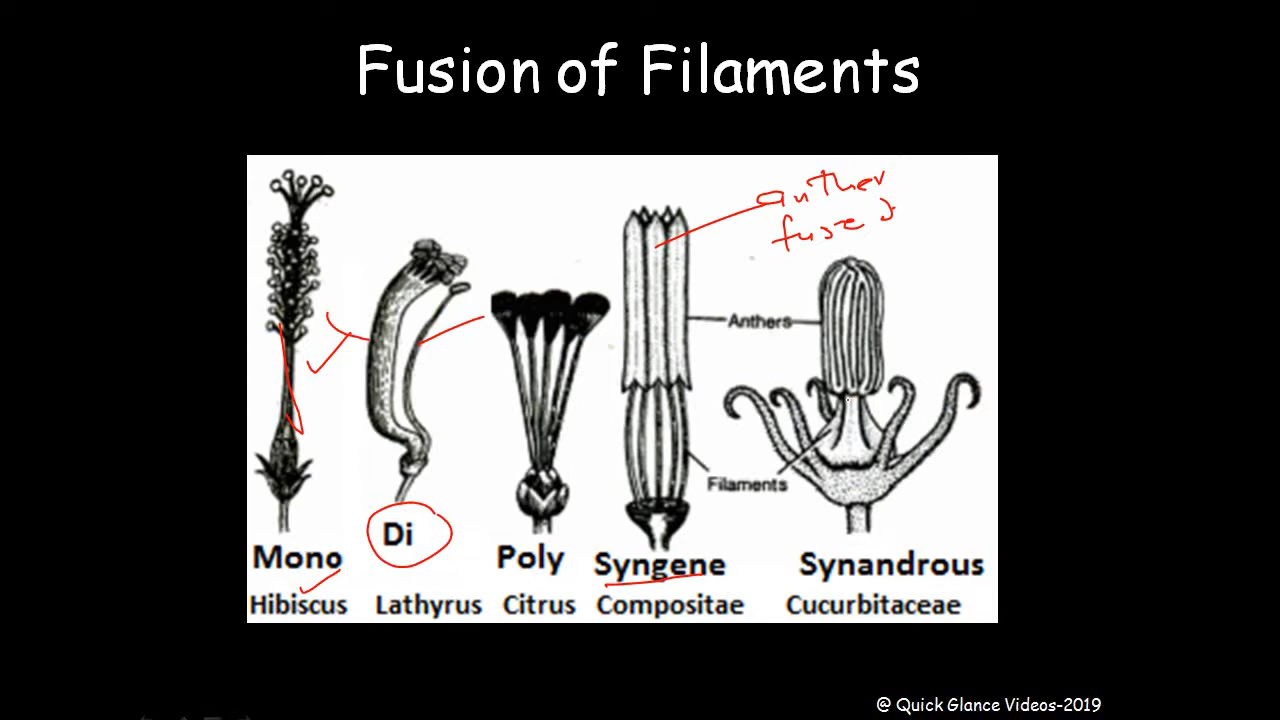 Fusion of Filaments
anther
fused
Anthers
Filaments
Mono
Di
Poly
Syngene
Synandrous
Hibiscus
Lathyrus
Citrus
Compositae
Cucurbitaceae
@ Quick Glance Videos-2019